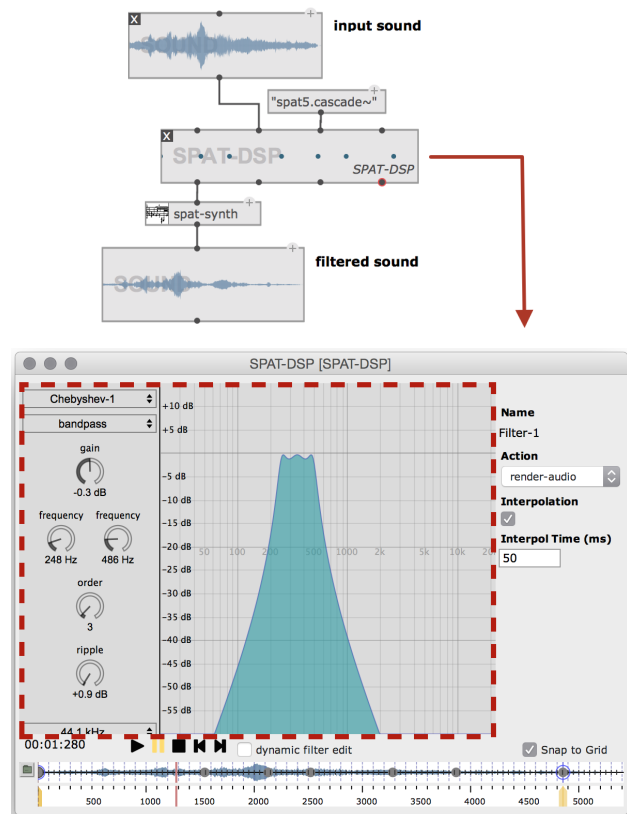 input sound
X
SOUND
"spat5.cascade~"
X
SPAT-DSP
SPAT-DSP
spat-synth
SOUND
filtered sound
SPAT-DSP [SPAT-DSP]
Chebyshev-1
bandpass
gain
-0.3 dB
frequency frequency
248 Hz 486 Hz
order
3
ripple
+0.9 dB
44.1 kHz
+10 dB
+5 dB
-5 dB
-10 dB
-15 dB
-20 dB
-25 dB
-30 dB
-35 dB
-40 dB
-45 dB
-50 dB
-55 dB
50 100 200 500 1000 2k 5k 10k
Name
Filter-1
Action
render-audio
Interpolation
Interpol Time (ms)
50
00:01:280
dynamic filter edit
Snap to Grid
500 1000 1500 2000 2500 3000 3500 4000 4500 5000